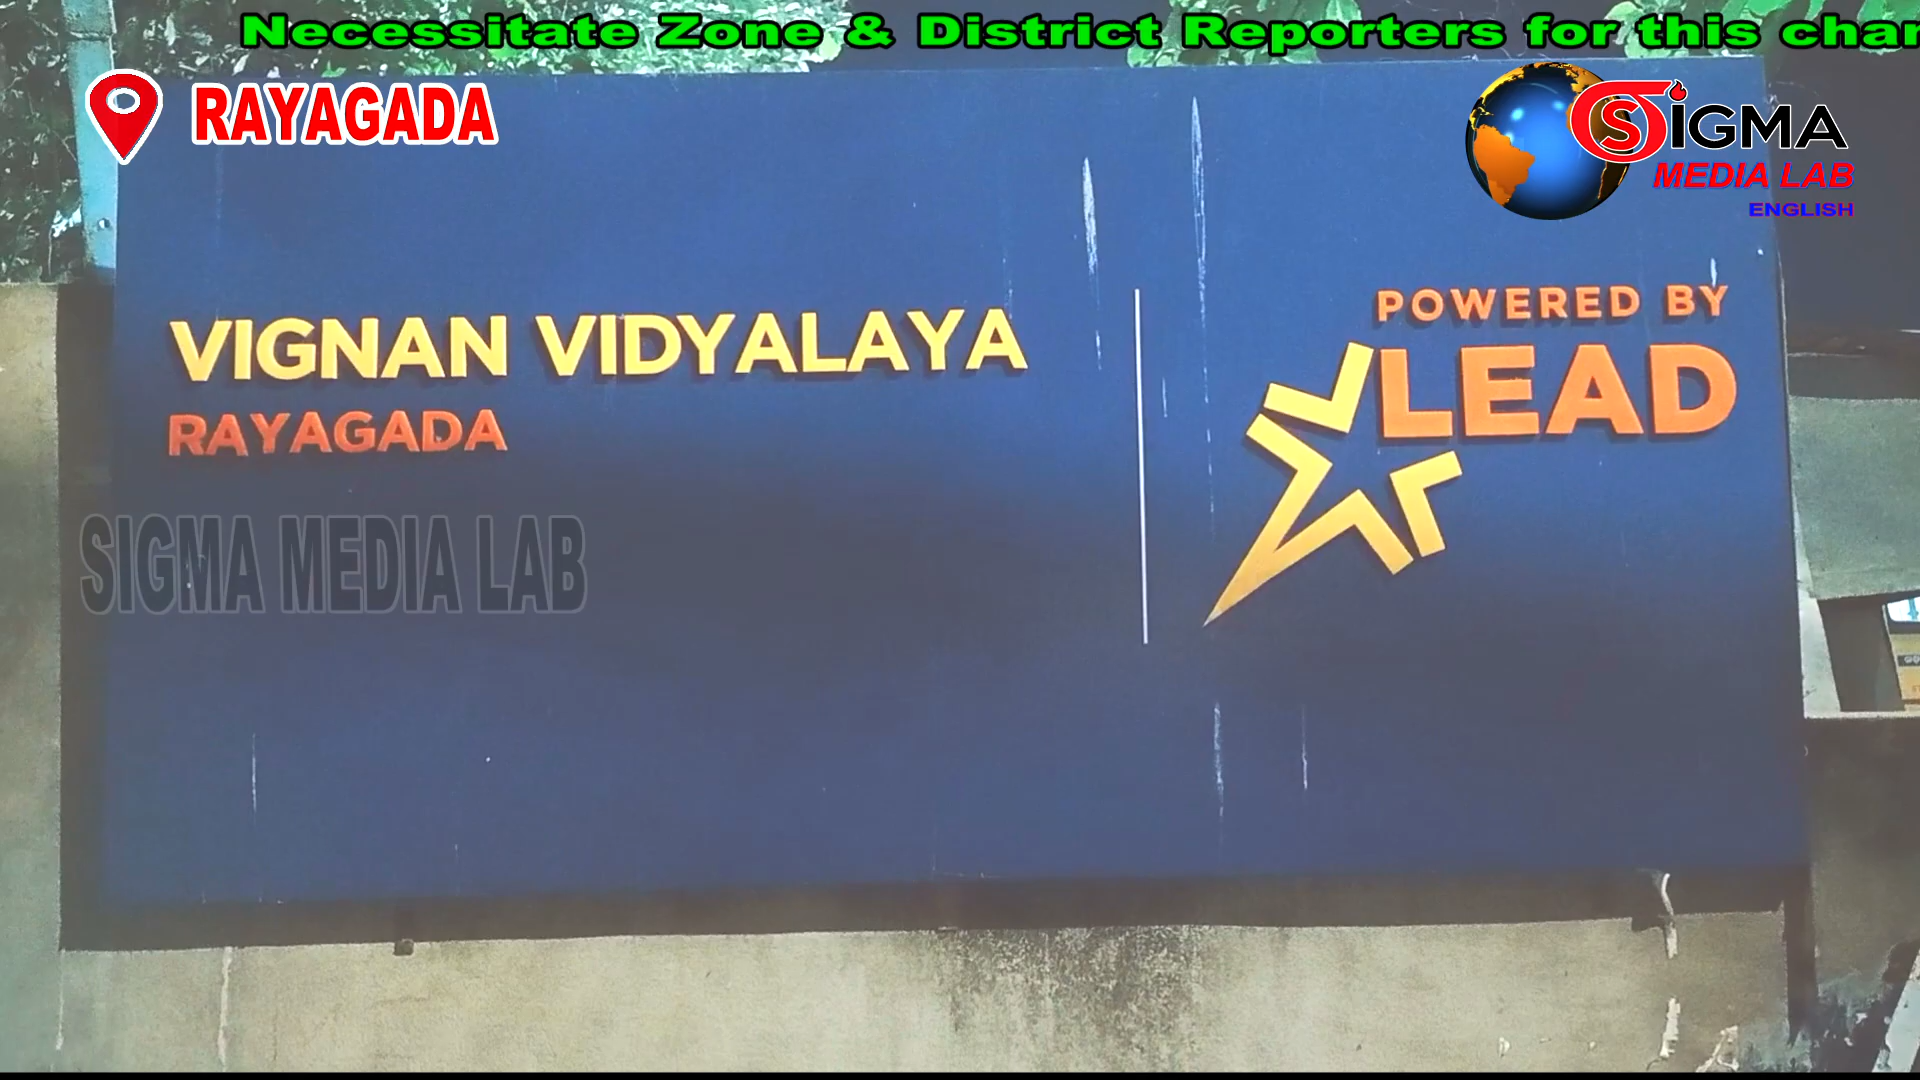 Necessitate Zone & District Reporters for this
RAYAGADA
SIGMA
MEDIA LAB
ENGLISH
VIGNAN VIDYALAYA
RAYAGADA
POWERED BY
LEAD
SIGMA MEDIA LAB